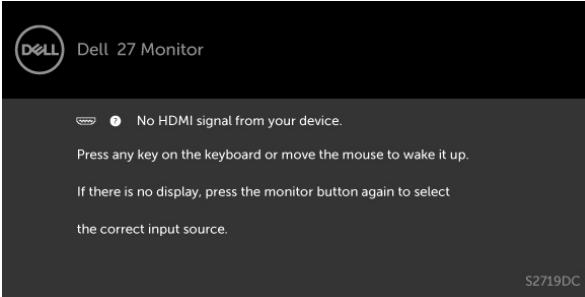 DELL
Dell 27 Monitor
? No HDMI signal from your device.
Press any key on the keyboard or move the mouse to wake it up.
If there is no display, press the monitor button again to select
the correct input source.
S2719DC